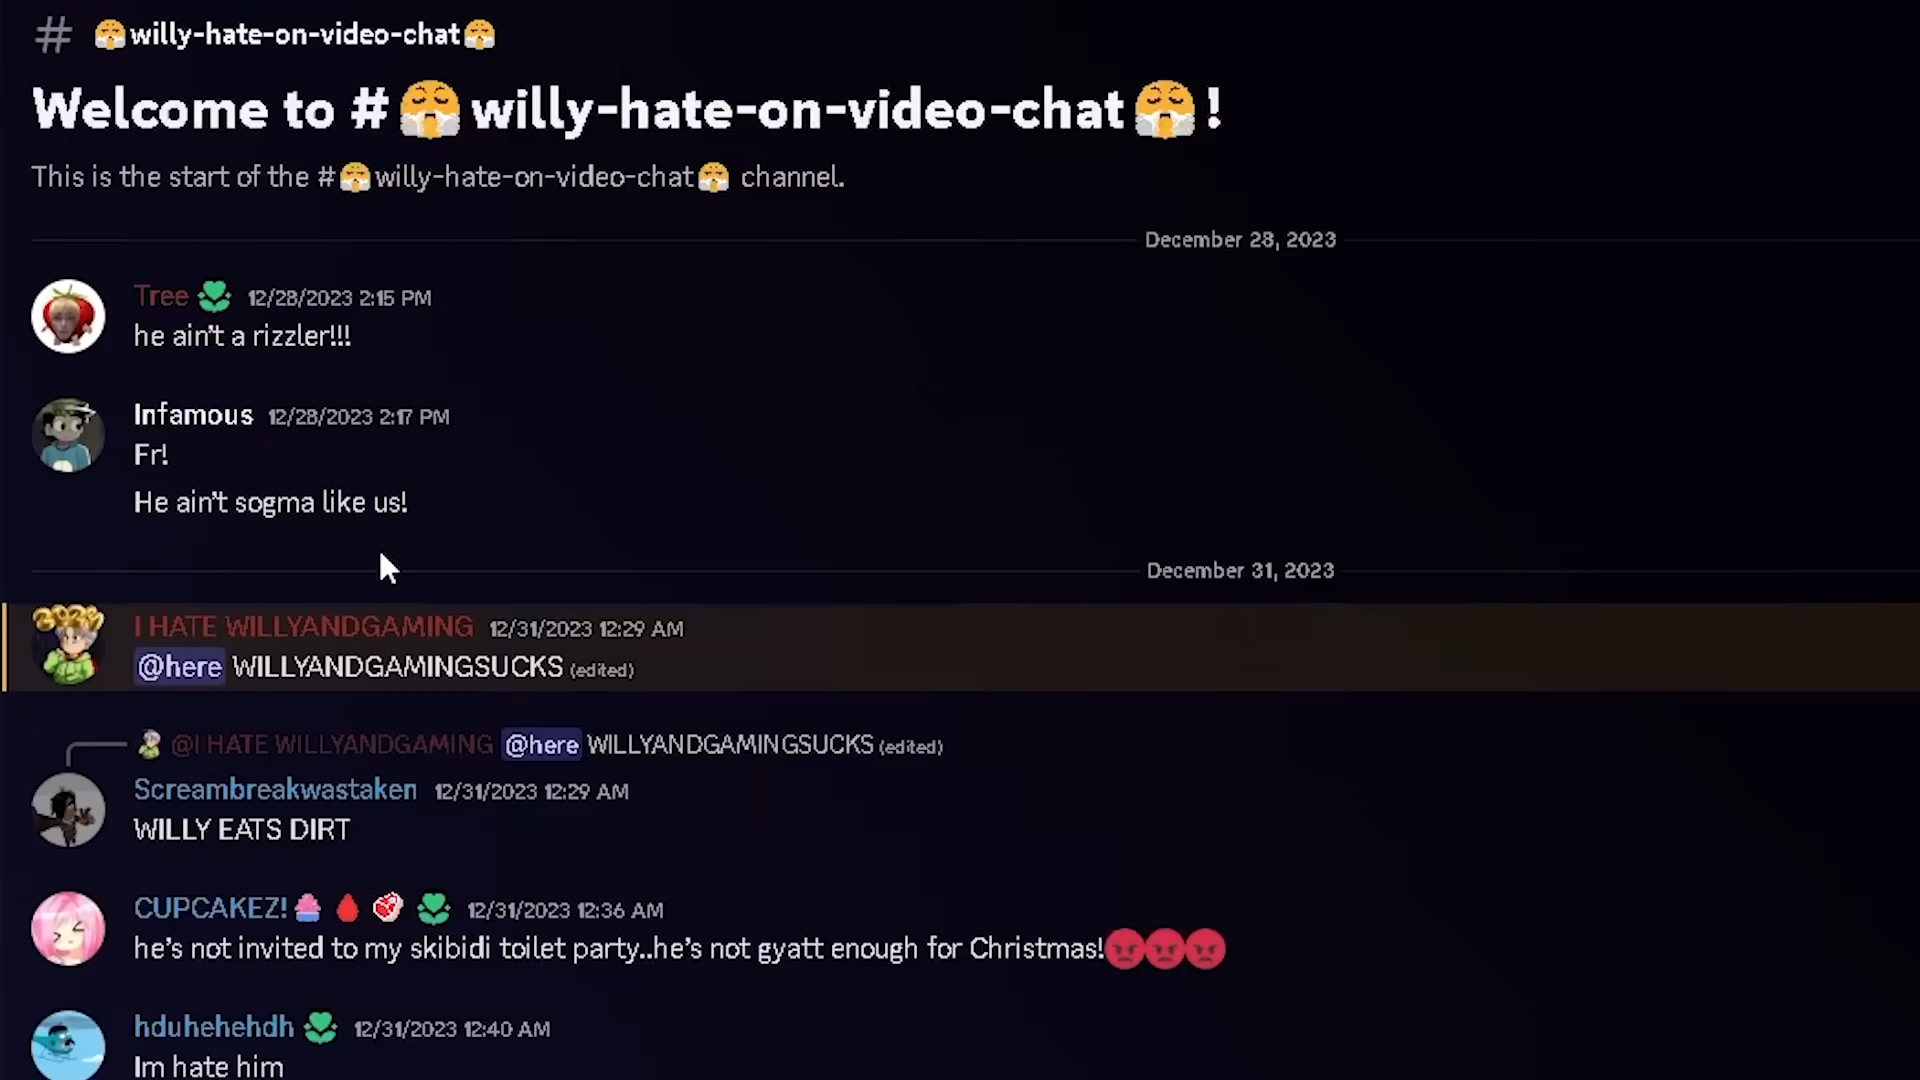 # 😤willy-hate-on-video-chat😤
Welcome to #😤willy-hate-on-video-chat😤!
This is the start of the #😤willy-hate-on-video-chat😤 channel.
December 28, 2023
Tree 12/28/2023 2:15 PM
he ain't a rizzler!!!
Infamous 12/28/2023 2:17 PM
Fr!
He ain't sogma like us!
December 31, 2023
I HATE WILLYANDGAMING 12/31/2023 12:29 AM
@here WILLYANDGAMINGSUCKS (edited)
@I HATE WILLYANDGAMING @here WILLYANDGAMINGSUCKS (edited)
Screambreakwastaken 12/31/2023 12:29 AM
WILLY EATS DIRT
CUPCAKEZ!🧁🩸 12/31/2023 12:36 AM
he's not invited to my skibidi toilet party..he's not gyatt enough for Christmas!😡😡😡
hduhehehdh 12/31/2023 12:40 AM
Im hate him